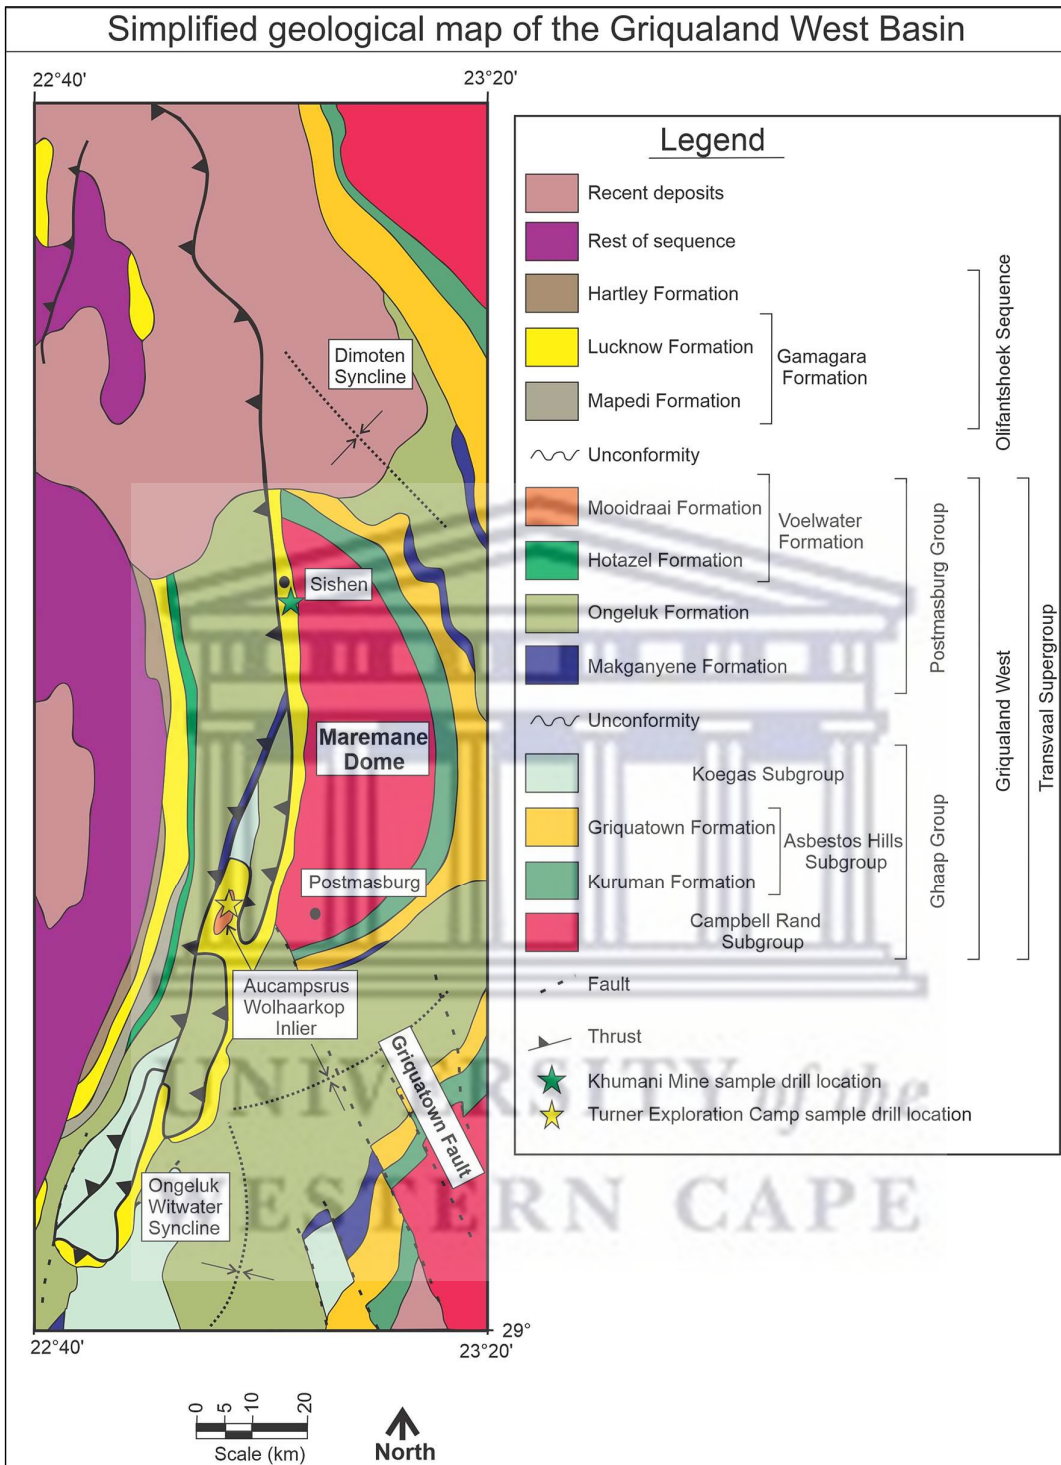 Simplified geological map of the Griqualand West Basin
22°40'
23°20'
Dimoten
Syncline
Sishen
Maremane
Dome
Postmasburg
Aucampsrus
Wolhaarkop
Inlier
Griquatown Fault
Ongeluk
Witwater
Syncline
29°
22°40'
23°20'
0 5 10 20
Scale (km)
North
Legend
Recent deposits
Rest of sequence
Hartley Formation
Lucknow Formation
Mapedi Formation
Gamagara
Formation
Olifantshoek Sequence
Unconformity
Mooidraai Formation
Hotazel Formation
Voelwater
Formation
Ongeluk Formation
Makganyene Formation
Postmasburg Group
Unconformity
Koegas Subgroup
Griquatown Formation
Kuruman Formation
Asbestos Hills
Subgroup
Campbell Rand
Subgroup
Ghaap Group
Griqualand West
Transvaal Supergroup
Fault
Thrust
Khumani Mine sample drill location
Turner Exploration Camp sample drill location
UNIVERSITY of the
WESTERN CAPE